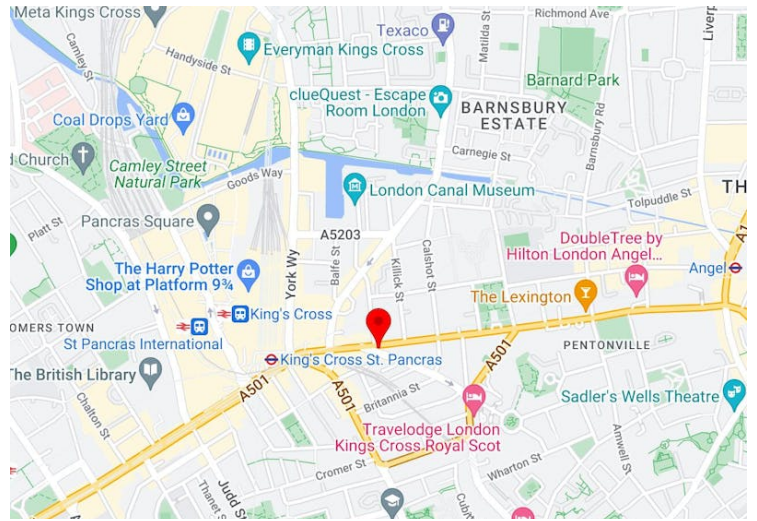 Meta Kings Cross
Richmond Ave
Texaco
Camley St
Handyside St
Everyman Kings Cross
Matilda St
Liverp
Barnard Park
clueQuest - Escape
Room London
BARNSBURY
ESTATE
Barnsbury Rd
Coal Drops Yard
d Church
Camley Street
Natural Park
Carnegie St
Goods Way
London Canal Museum
TH
Tolpuddle St
Platt St
Pancras Square
A5203
DoubleTree by
Hilton London Angel...
York Wy
Balfe St
Killick St
Calshot St
A1
Angel
The Harry Potter
Shop at Platform 9¾
The Lexington
King's Cross
OMERS TOWN
St Pancras International
A501
PENTONVILLE
King's Cross St. Pancras
A501
The British Library
A501
A501
Britannia St
Sadler's Wells Theatre
Chalton St
Travelodge London
Kings Cross Royal Scot
Amwell St
Cromer St
Wharton St
Judd S
Thanet St
Cubit